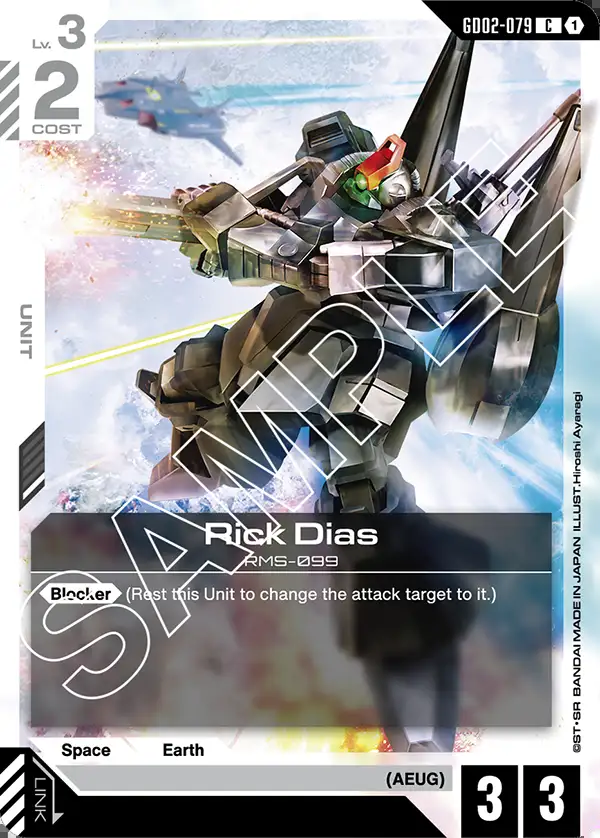 GD02-079 C 1
Lv. 3
2
COST
UNIT
SAMPLE
Rick Dias
RMS-099
Blocker (Rest this Unit to change the attack target to it.)
Space Earth
(AEUG)
LINK
3 3
©ST・SR BANDAI MADE IN JAPAN ILLUST.Hiroshi Ayaragi